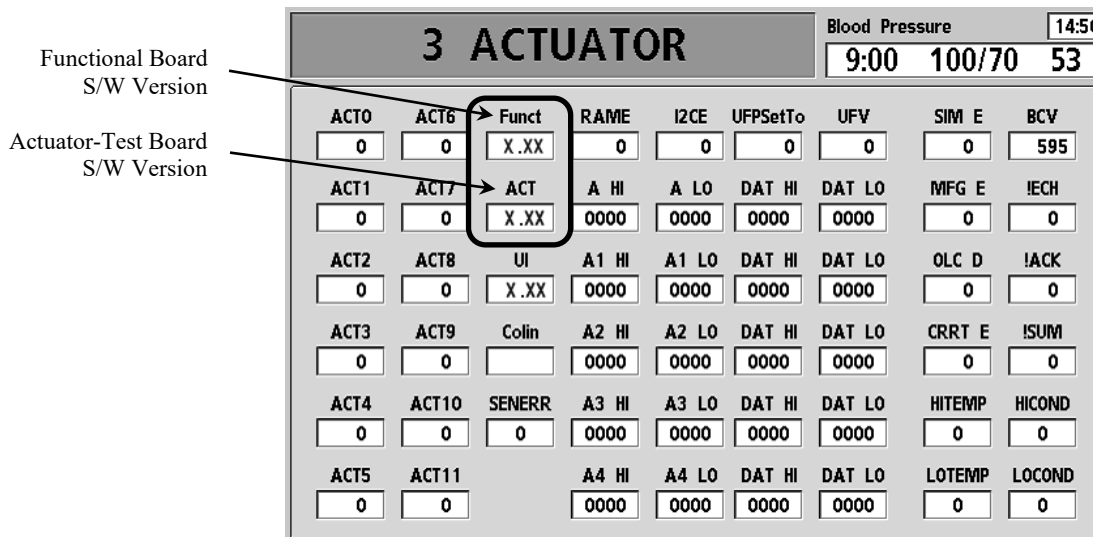 Functional Board
S/W Version
Actuator-Test Board
S/W Version
3 ACTUATOR
Blood Pressure 14:50
9:00 100/70 53
ACT0 ACT6 Funct RAME I2CE UFPSetTo UFV SIM E BCV
0 0 X.XX 0 0 0 0 0 595
ACT1 ACT7 ACT A HI A LO DAT HI DAT LO MFG E !ECH
0 0 X.XX 0000 0000 0000 0000 0 0
ACT2 ACT8 UI A1 HI A1 LO DAT HI DAT LO OLC D !ACK
0 0 X.XX 0000 0000 0000 0000 0 0
ACT3 ACT9 Colin A2 HI A2 LO DAT HI DAT LO CRRT E !SUM
0 0 0000 0000 0000 0000 0 0
ACT4 ACT10 SENERR A3 HI A3 LO DAT HI DAT LO HITEMP HICOND
0 0 0 0000 0000 0000 0000 0 0
ACT5 ACT11 A4 HI A4 LO DAT HI DAT LO LOTEMP LOCOND
0 0 0000 0000 0000 0000 0 0